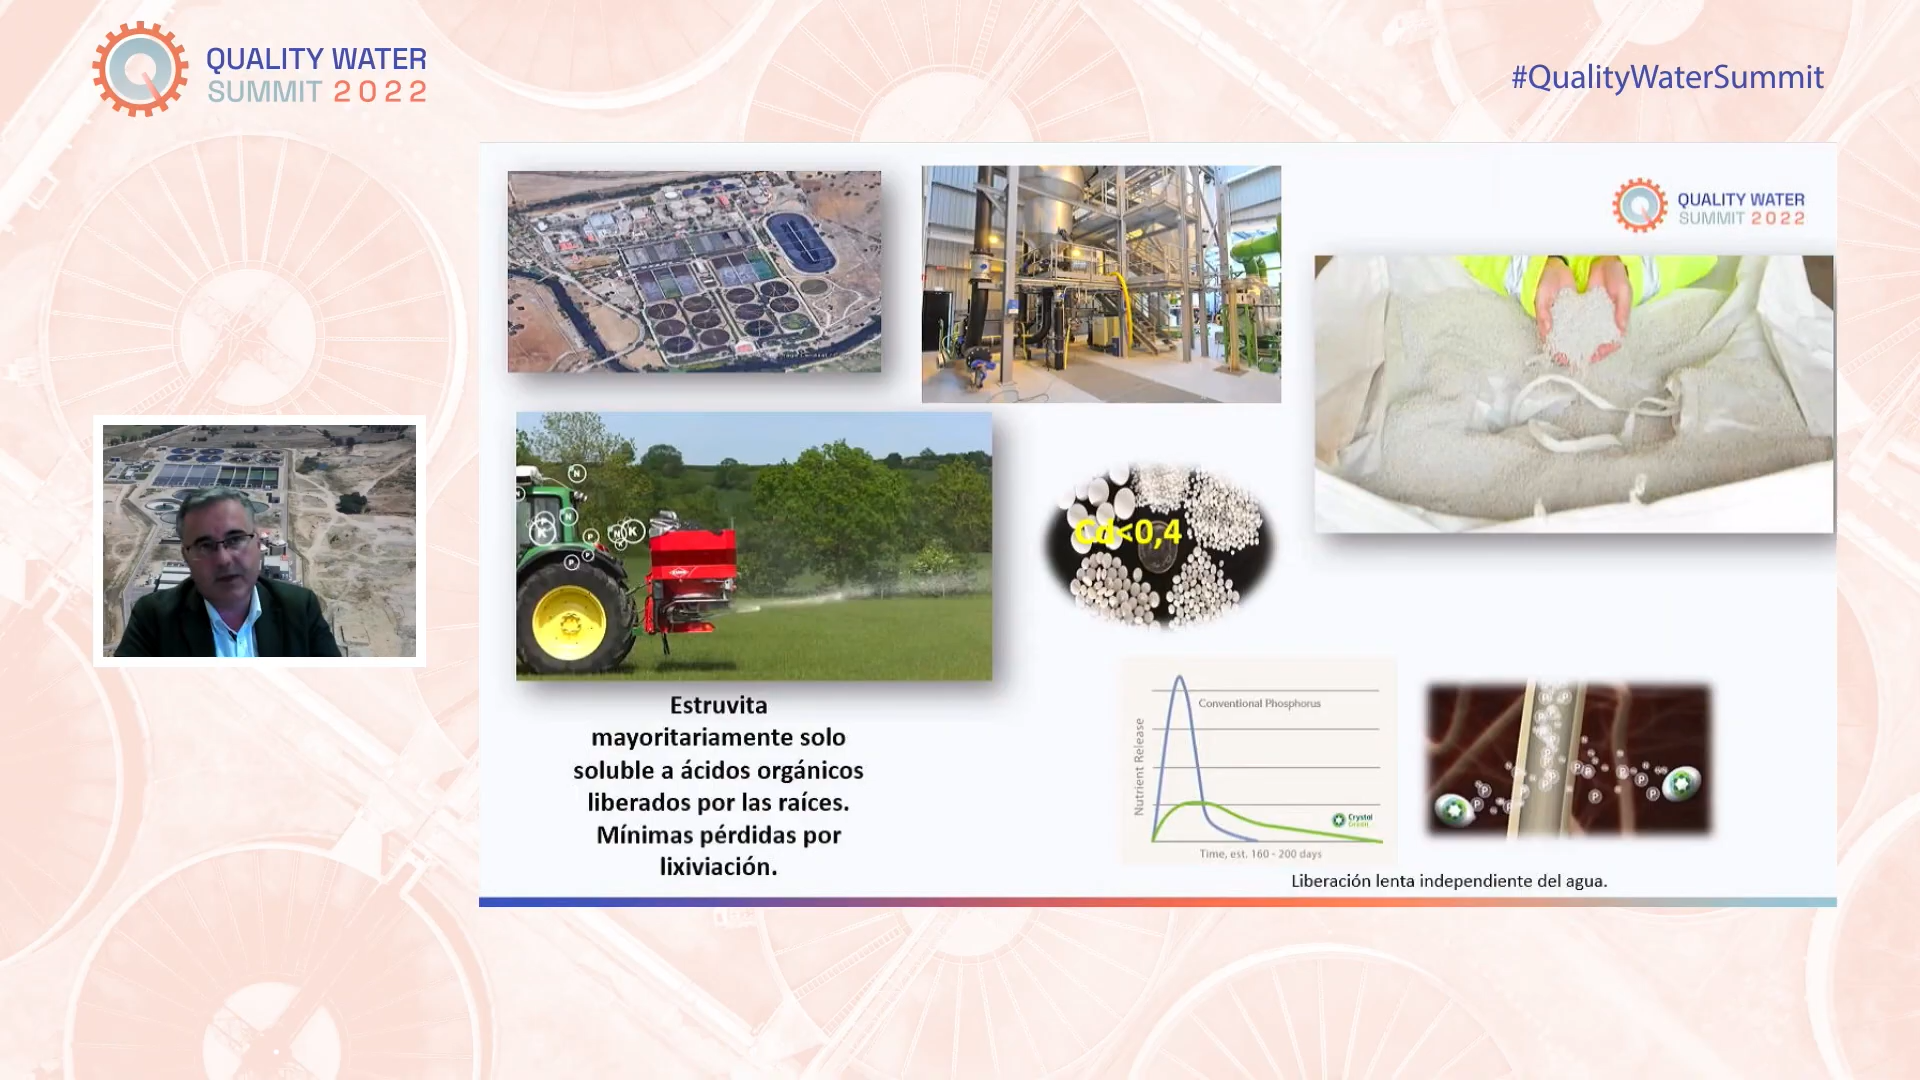 QUALITY WATER
SUMMIT 2022
#QualityWaterSummit
QUALITY WATER
SUMMIT 2022
N
N
N
K
K
P
N
K
P
P
Cd<0,4
Estruvita
mayoritariamente solo
soluble a ácidos orgánicos
liberados por las raíces.
Mínimas pérdidas por
lixiviación.
Nutrient Release
Conventional Phosphorus
Crystal
Green
Time, est. 160 - 200 days
P
P
P
P
P
P
Liberación lenta independiente del agua.